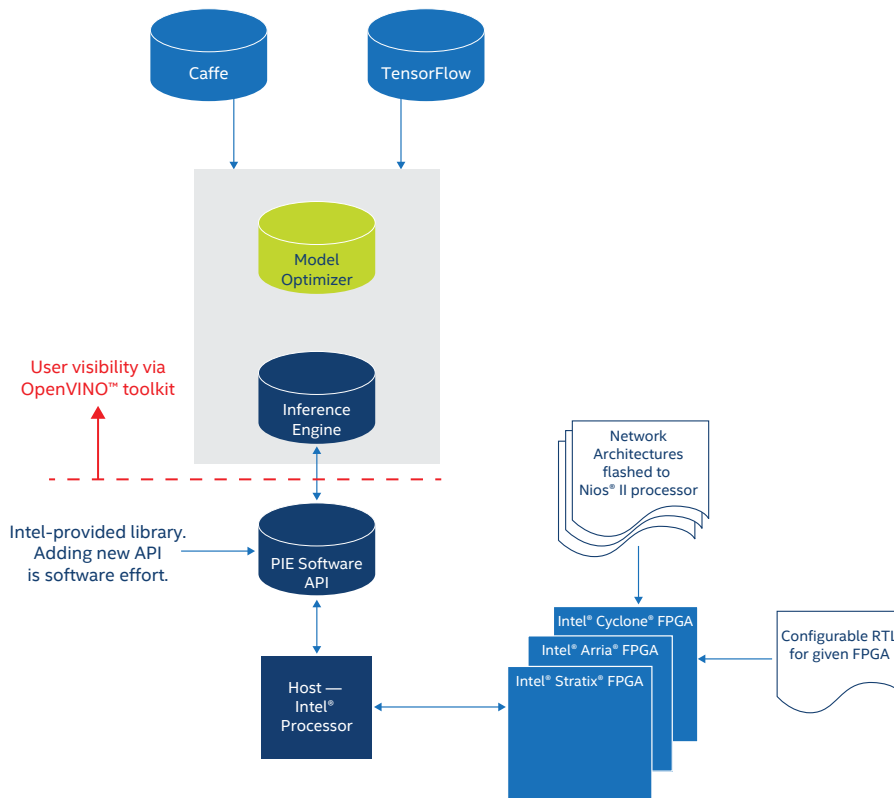 Caffe
TensorFlow
Model
Optimizer
User visibility via
OpenVINO™ toolkit
Inference
Engine
Network
Architectures
flashed to
Nios® II processor
Intel-provided library.
Adding new API
is software effort.
PIE Software
API
Intel® Cyclone® FPGA
Intel® Arria® FPGA
Intel® Stratix® FPGA
Configurable RTL
for given FPGA
Host —
Intel®
Processor